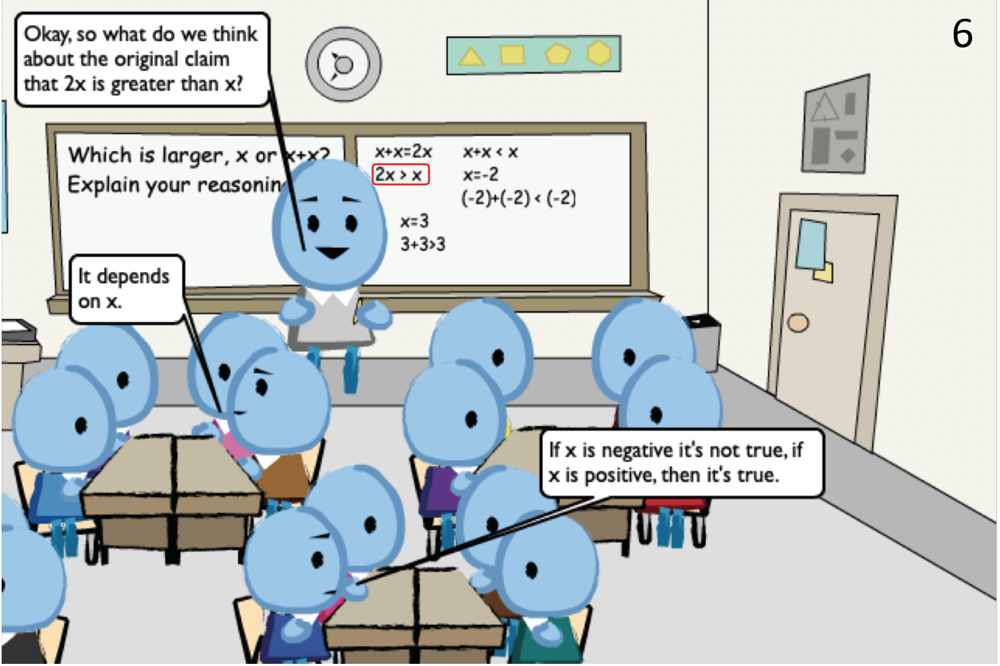 6
Okay, so what do we think
about the original claim
that 2x is greater than x?
Which is larger, x or x+x?
Explain your reasoning
x+x=2x
2x > x
x=3
3+3>3
x+x < x
x=-2
(-2)+(-2) < (-2)
It depends
on x.
If x is negative it's not true, if
x is positive, then it's true.